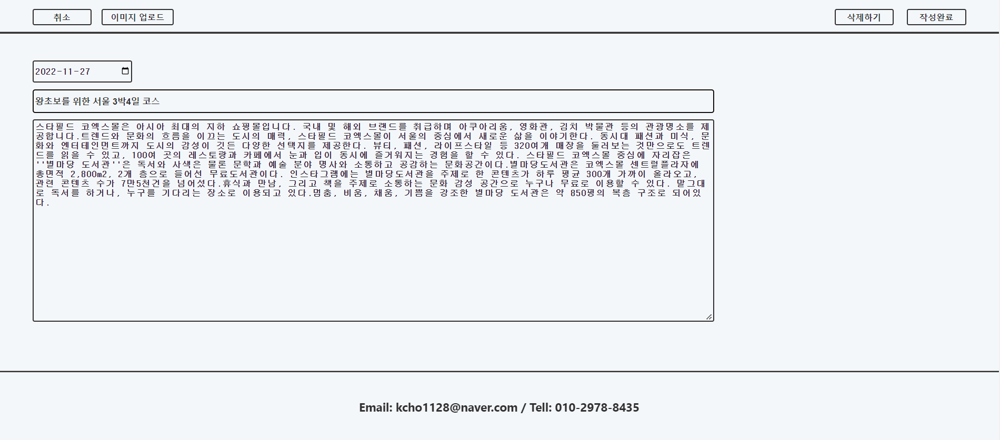 취소 이미지 업로드 삭제하기 작성완료
2022-11-27
왕초보를 위한 서울 3박4일 코스
스타필드 코엑스몰은 아시아 최대의 지하 쇼핑몰입니다. 국내 및 해외 브랜드를 취급하며 아쿠아리움, 영화관, 김치 박물관 등의 관광명소를 제
공합니다.트렌드와 문화의 흐름을 이끄는 도시의 매력, 스타필드 코엑스몰이 서울의 중심에서 새로운 삶을 이야기한다. 동시대 패션과 미식, 문
화와 엔터테인먼트까지 도시의 감성이 깃든 다양한 선택지를 제공한다. 뷰티, 패션, 라이프스타일 등 320여개 매장을 둘러보는 것만으로도 트렌
드를 읽을 수 있고, 100여 곳의 레스토랑과 카페에서 눈과 입이 동시에 즐거워지는 경험을 할 수 있다. 스타필드 코엑스몰 중심에 자리잡은
''별마당 도서관''은 독서와 사색은 물론 문학과 예술 분야 명사와 소통하고 공감하는 문화공간이다.별마당도서관은 코엑스몰 센트럴플라자에
총면적 2,800m2, 2개 층으로 들어선 무료도서관이다. 인스타그램에는 별마당도서관을 주제로 한 콘텐츠가 하루 평균 300개 가까이 올라오고,
관련 콘텐츠 수가 7만5천건을 넘어섰다.휴식과 만남, 그리고 책을 주제로 소통하는 문화 감성 공간으로 누구나 무료로 이용할 수 있다. 말그대
로 독서를 하거나, 누구를 기다리는 장소로 이용되고 있다.멈춤, 비움, 채움, 기쁨을 강조한 별마당 도서관은 약 850평의 복층 구조로 되어있
다.
Email: kcho1128@naver.com / Tell: 010-2978-8435